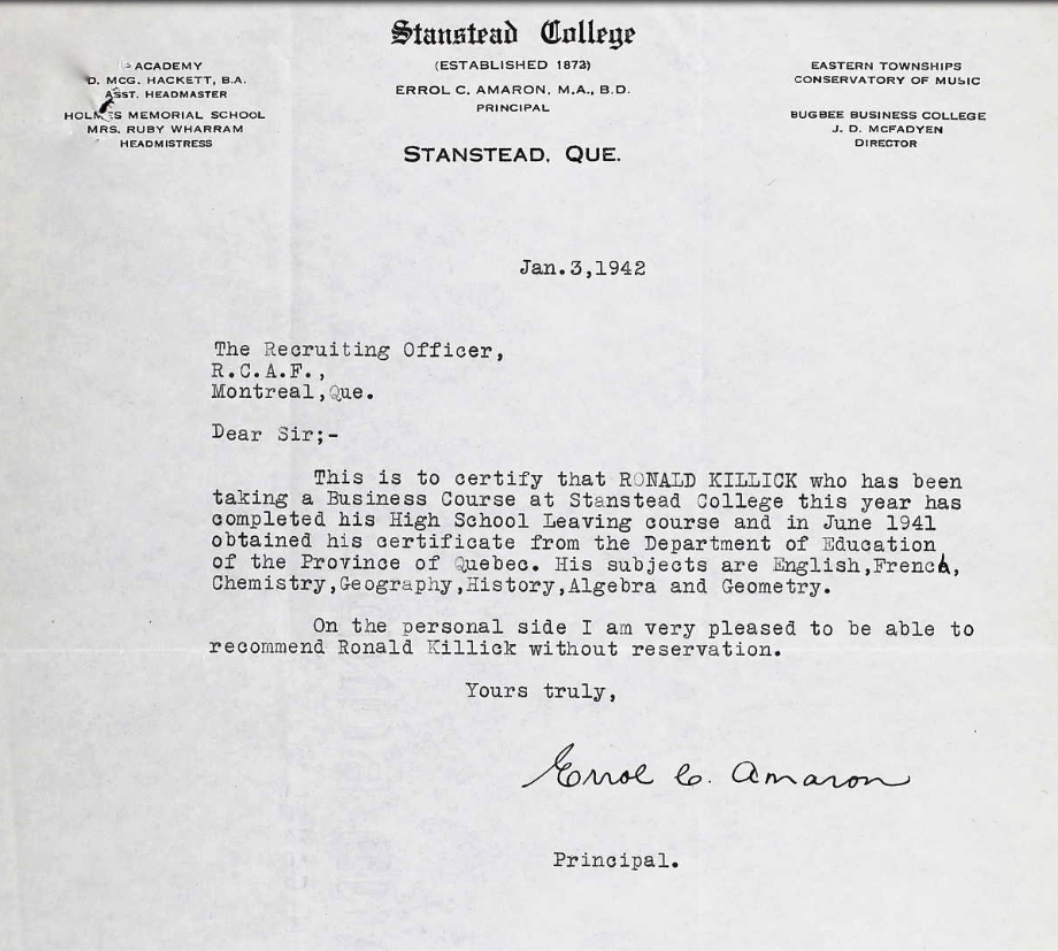 Stanstead College
(ESTABLISHED 1873)
ERROL C. AMARON, M.A., B.D.
PRINCIPAL
STANSTEAD, QUE.
ACADEMY
D. MCG. HACKETT, B.A.
ASST. HEADMASTER
HOLMES MEMORIAL SCHOOL
MRS. RUBY WHARRAM
HEADMISTRESS
EASTERN TOWNSHIPS
CONSERVATORY OF MUSIC
BUGBEE BUSINESS COLLEGE
J. D. MCFADYEN
DIRECTOR
Jan.3,1942
The Recruiting Officer,
R.C.A.F.,
Montreal,Que.
Dear Sir;-
This is to certify that RONALD KILLICK who has been
taking a Business Course at Stanstead College this year has
completed his High School Leaving course and in June 1941
obtained his certificate from the Department of Education
of the Province of Quebec. His subjects are English,French,
Chemistry,Geography,History,Algebra and Geometry.
On the personal side I am very pleased to be able to
recommend Ronald Killick without reservation.
Yours truly,
Errol C. Amaron
Principal.